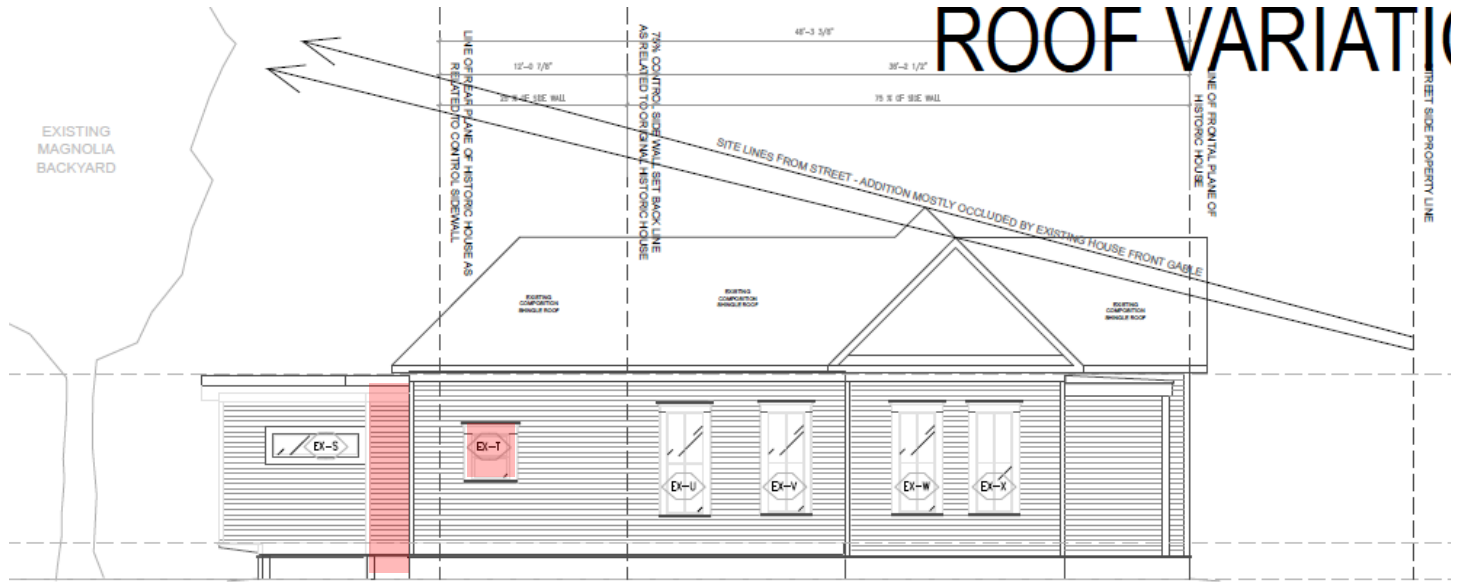 ROOF VARIATI
48'-3 3/8"
12'-0 7/8"
36'-2 1/2"
25 % OF SIDE WALL
75 % OF SIDE WALL
LINE OF REAR PLANE OF HISTORIC HOUSE AS
RELATED TO CONTROL SIDEWALL
75% CONTROL SIDE WALL SET BACK LINE
AS RELATED TO ORIGINAL HISTORIC HOUSE
LINE OF FRONTAL PLANE OF
HISTORIC HOUSE
STREET SIDE PROPERTY LINE
EXISTING
MAGNOLIA
BACKYARD
SITE LINES FROM STREET - ADDITION MOSTLY OCCLUDED BY EXISTING HOUSE FRONT GABLE
EXISTING
COMPOSITION
SHINGLE ROOF
EXISTING
COMPOSITION
SHINGLE ROOF
EXISTING
COMPOSITION
SHINGLE ROOF
EX-S
EX-T
EX-U
EX-V
EX-W
EX-X